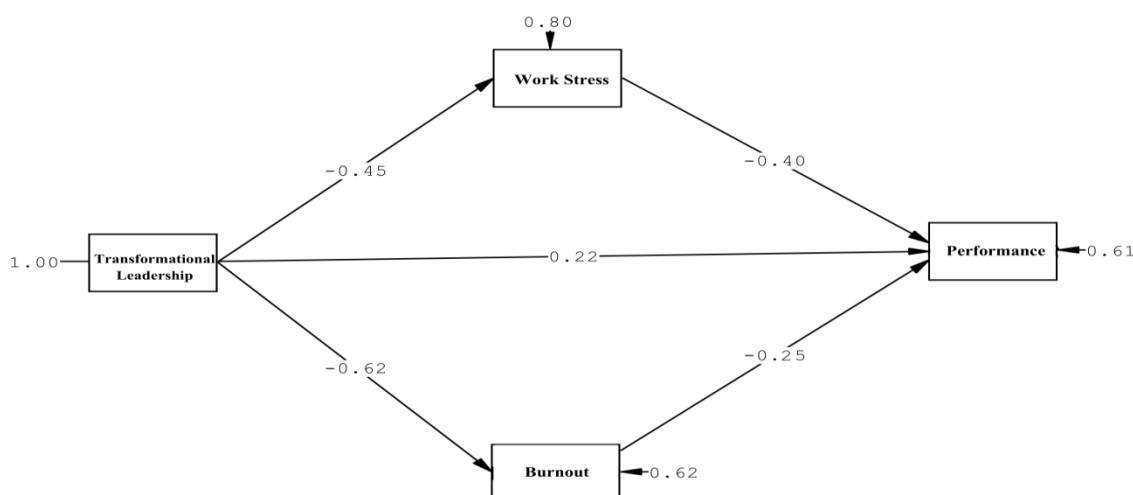 0.80
Work Stress
-0.45
-0.40
1.00
Transformational
Leadership
0.22
Performance
0.61
-0.62
-0.25
Burnout
0.62